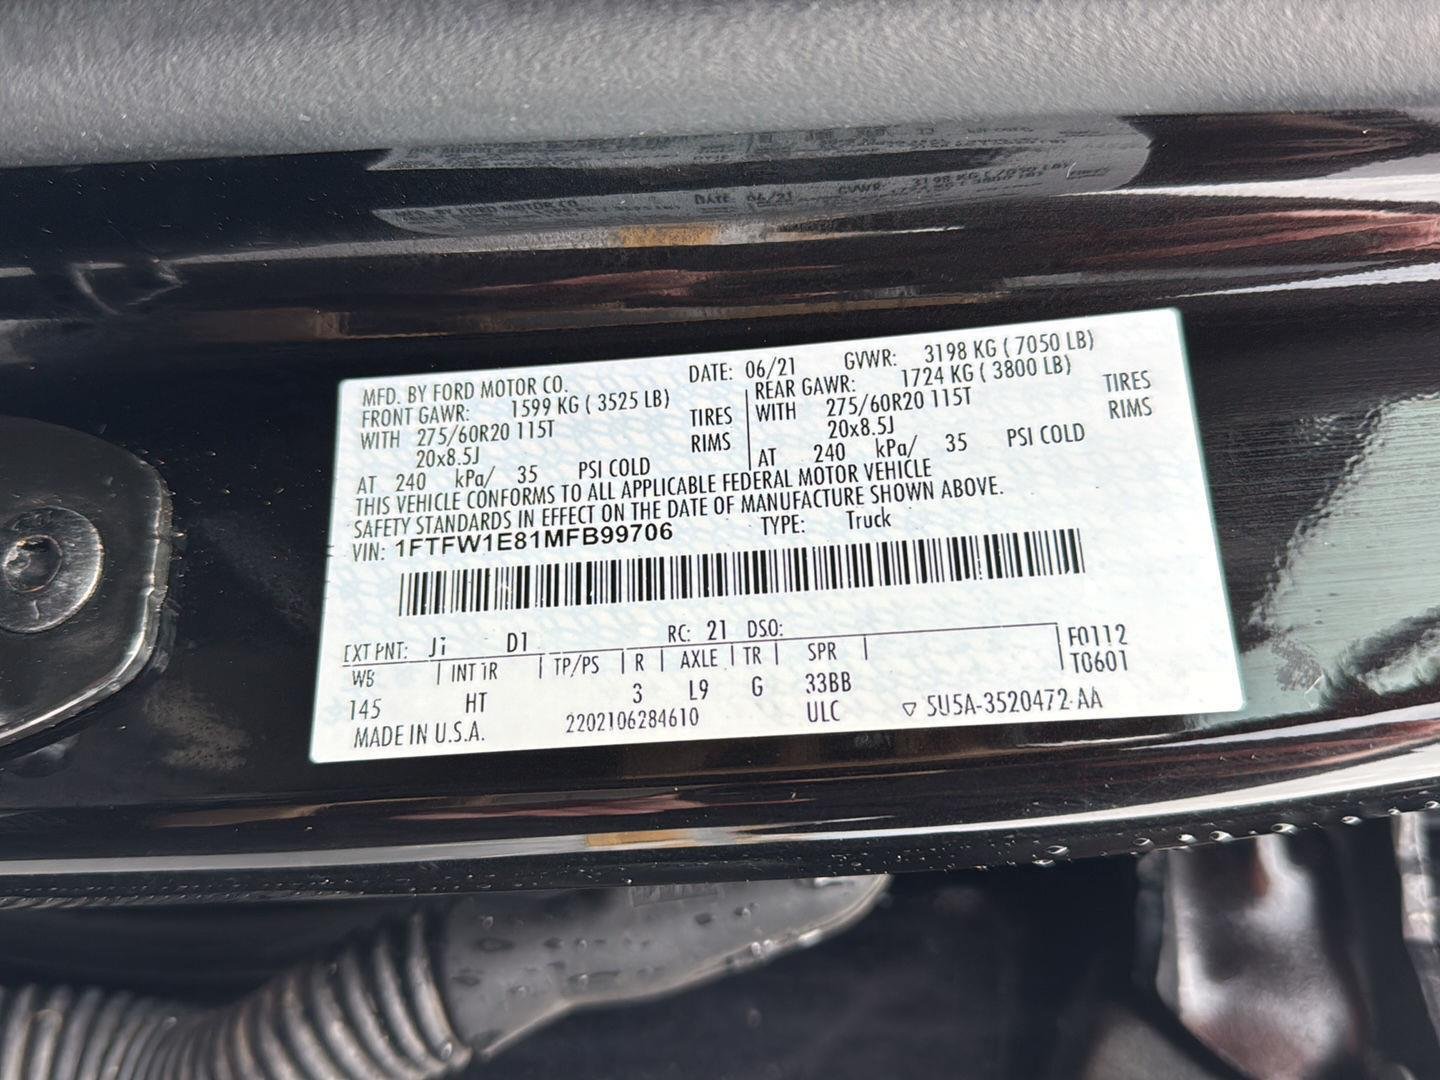 MFD. BY FORD MOTOR CO. DATE: 06/21 GVWR: 3198 KG ( 7050 LB)
FRONT GAWR: 1599 KG ( 3525 LB) REAR GAWR: 1724 KG ( 3800 LB)
WITH 275/60R20 115T TIRES WITH 275/60R20 115T TIRES
20x8.5J RIMS 20x8.5J RIMS
AT 240 kPa/ 35 PSI COLD AT 240 kPa/ 35 PSI COLD
THIS VEHICLE CONFORMS TO ALL APPLICABLE FEDERAL MOTOR VEHICLE
SAFETY STANDARDS IN EFFECT ON THE DATE OF MANUFACTURE SHOWN ABOVE.
VIN: 1FTFW1E81MFB99706 TYPE: Truck
EXT PNT: D1 RC: 21 DSO: F0112
WB INT TR TP/PS R AXLE TR SPR T0601
145 HT 3 L9 G 33BB
MADE IN U.S.A. 2202106284610 ULC ▽ SU5A-3520472-AA